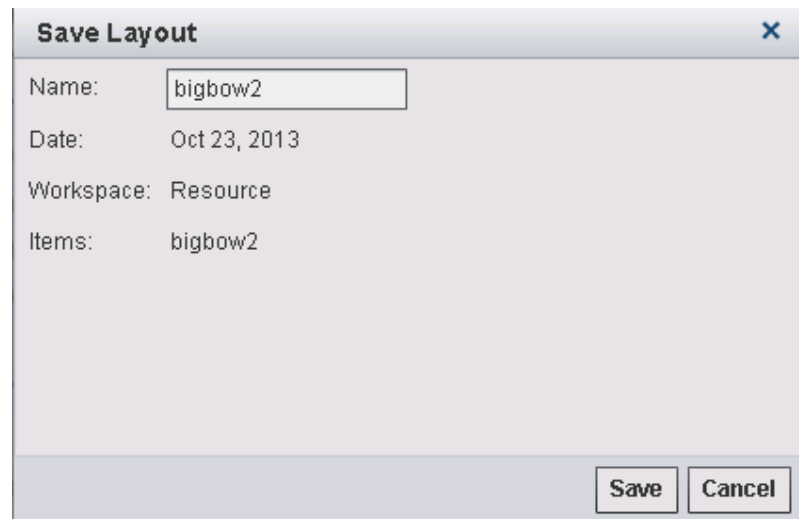 Save Layout
Name: bigbow2
Date: Oct 23, 2013
Workspace: Resource
Items: bigbow2
Save Cancel